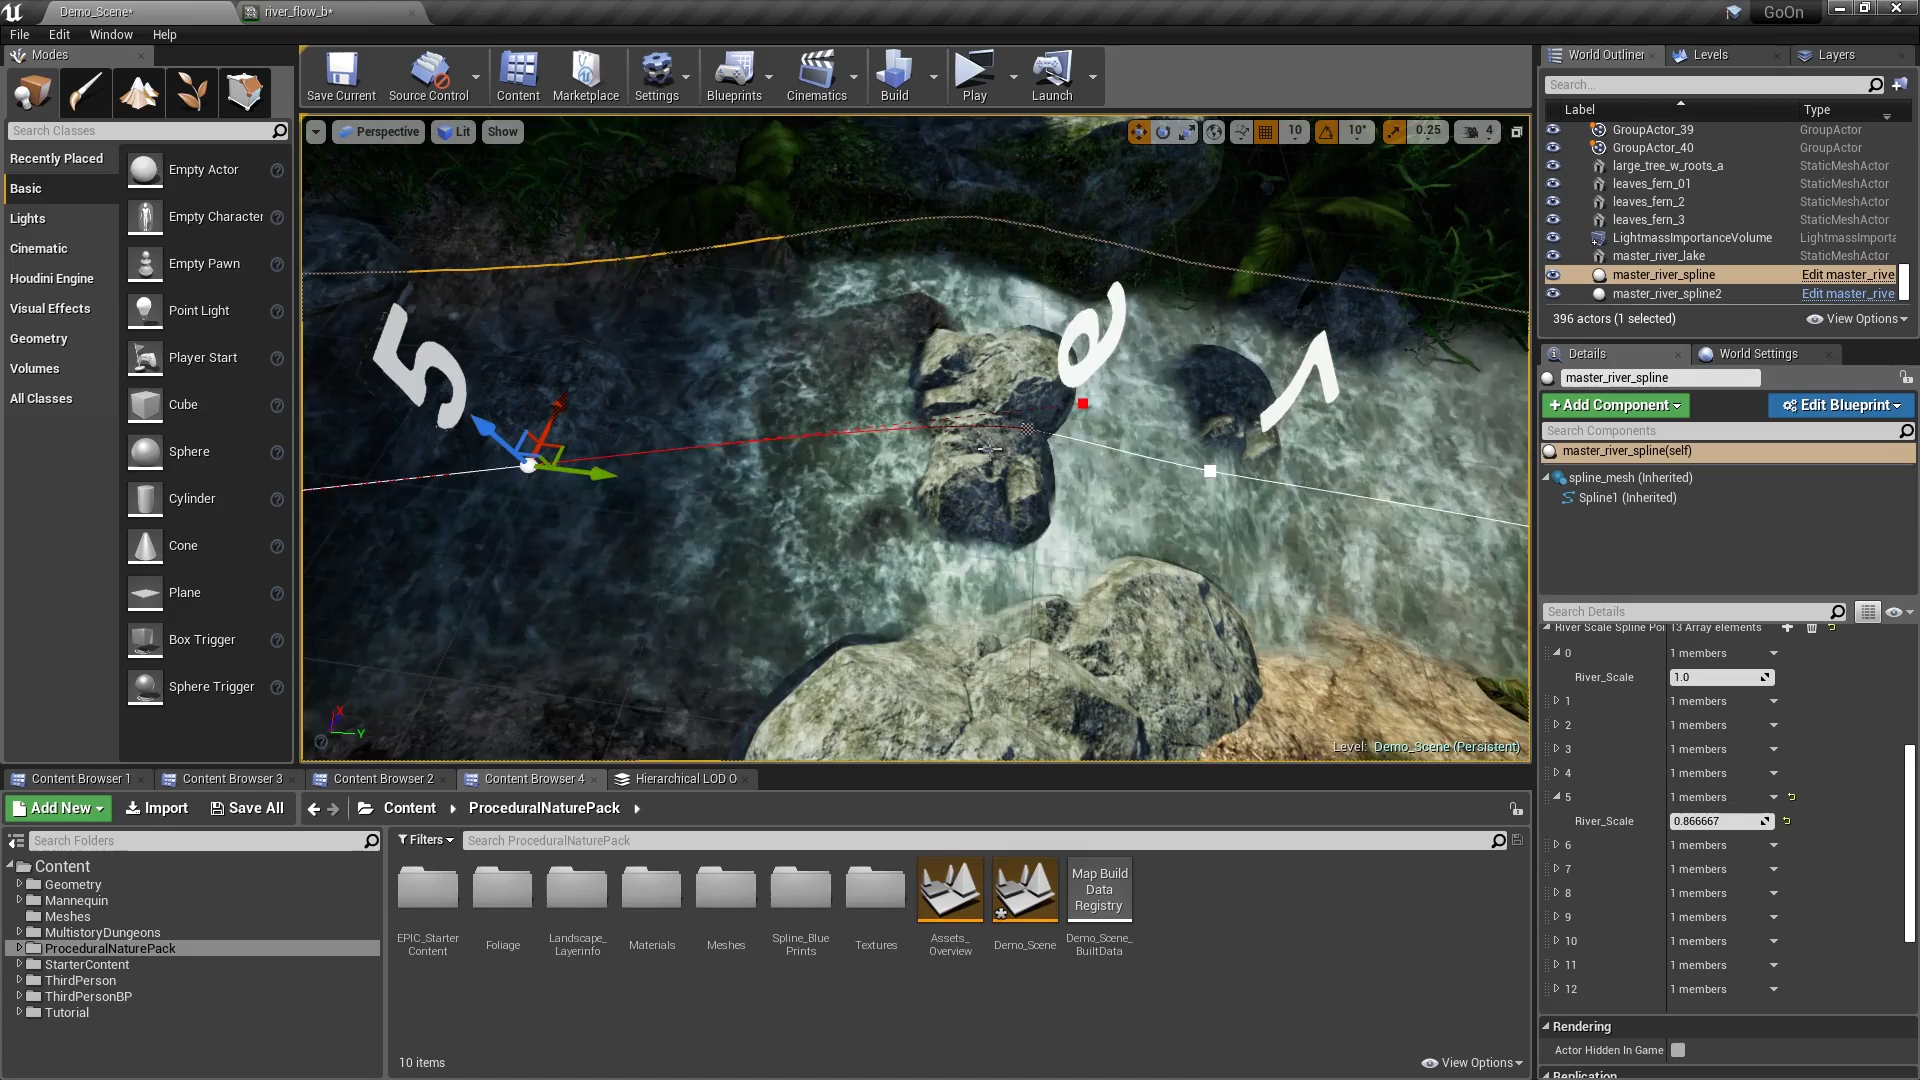 Demo_Scene*
river_flow_b*
GoOn
File Edit Window Help
Modes
Search Classes
Recently Placed
Basic
Lights
Cinematic
Houdini Engine
Visual Effects
Geometry
Volumes
All Classes
Empty Actor
Empty Character
Empty Pawn
Point Light
Player Start
Cube
Sphere
Cylinder
Cone
Plane
Box Trigger
Sphere Trigger
Save Current
Source Control
Content
Marketplace
Settings
Blueprints
Cinematics
Build
Play
Launch
Perspective
Lit
Show
10
10°
0.25
4
5
6
7
X
Y
Level: Demo_Scene (Persistent)
World Outliner
Levels
Layers
Search...
Label Type
GroupActor_39 GroupActor
GroupActor_40 GroupActor
large_tree_w_roots_a StaticMeshActor
leaves_fern_01 StaticMeshActor
leaves_fern_2 StaticMeshActor
leaves_fern_3 StaticMeshActor
LightmassImportanceVolume LightmassImporta
master_river_lake StaticMeshActor
master_river_spline Edit master_rive
master_river_spline2 Edit master_rive
396 actors (1 selected)
View Options
Details
World Settings
master_river_spline
+Add Component
Edit Blueprint
Search Components
master_river_spline(self)
spline_mesh (Inherited)
Spline1 (Inherited)
Search Details
River Scale Spline Poi 13 Array elements
0 1 members
River_Scale 1.0
1 1 members
2 1 members
3 1 members
4 1 members
5 1 members
River_Scale 0.866667
6 1 members
7 1 members
8 1 members
9 1 members
10 1 members
11 1 members
12 1 members
Rendering
Actor Hidden In Game
Replication
Content Browser 1
Content Browser 3
Content Browser 2
Content Browser 4
Hierarchical LOD O
Add New
Import
Save All
Content
ProceduralNaturePack
Search Folders
Filters
Search ProceduralNaturePack
Content
Geometry
Mannequin
Meshes
MultistoryDungeons
ProceduralNaturePack
StarterContent
ThirdPerson
ThirdPersonBP
Tutorial
EPIC_Starter
Content
Foliage
Landscape_
Layerinfo
Materials
Meshes
Spline_Blue
Prints
Textures
Assets_
Overview
Demo_Scene
Map Build
Data
Registry
Demo_Scene_
BuiltData
10 items
View Options